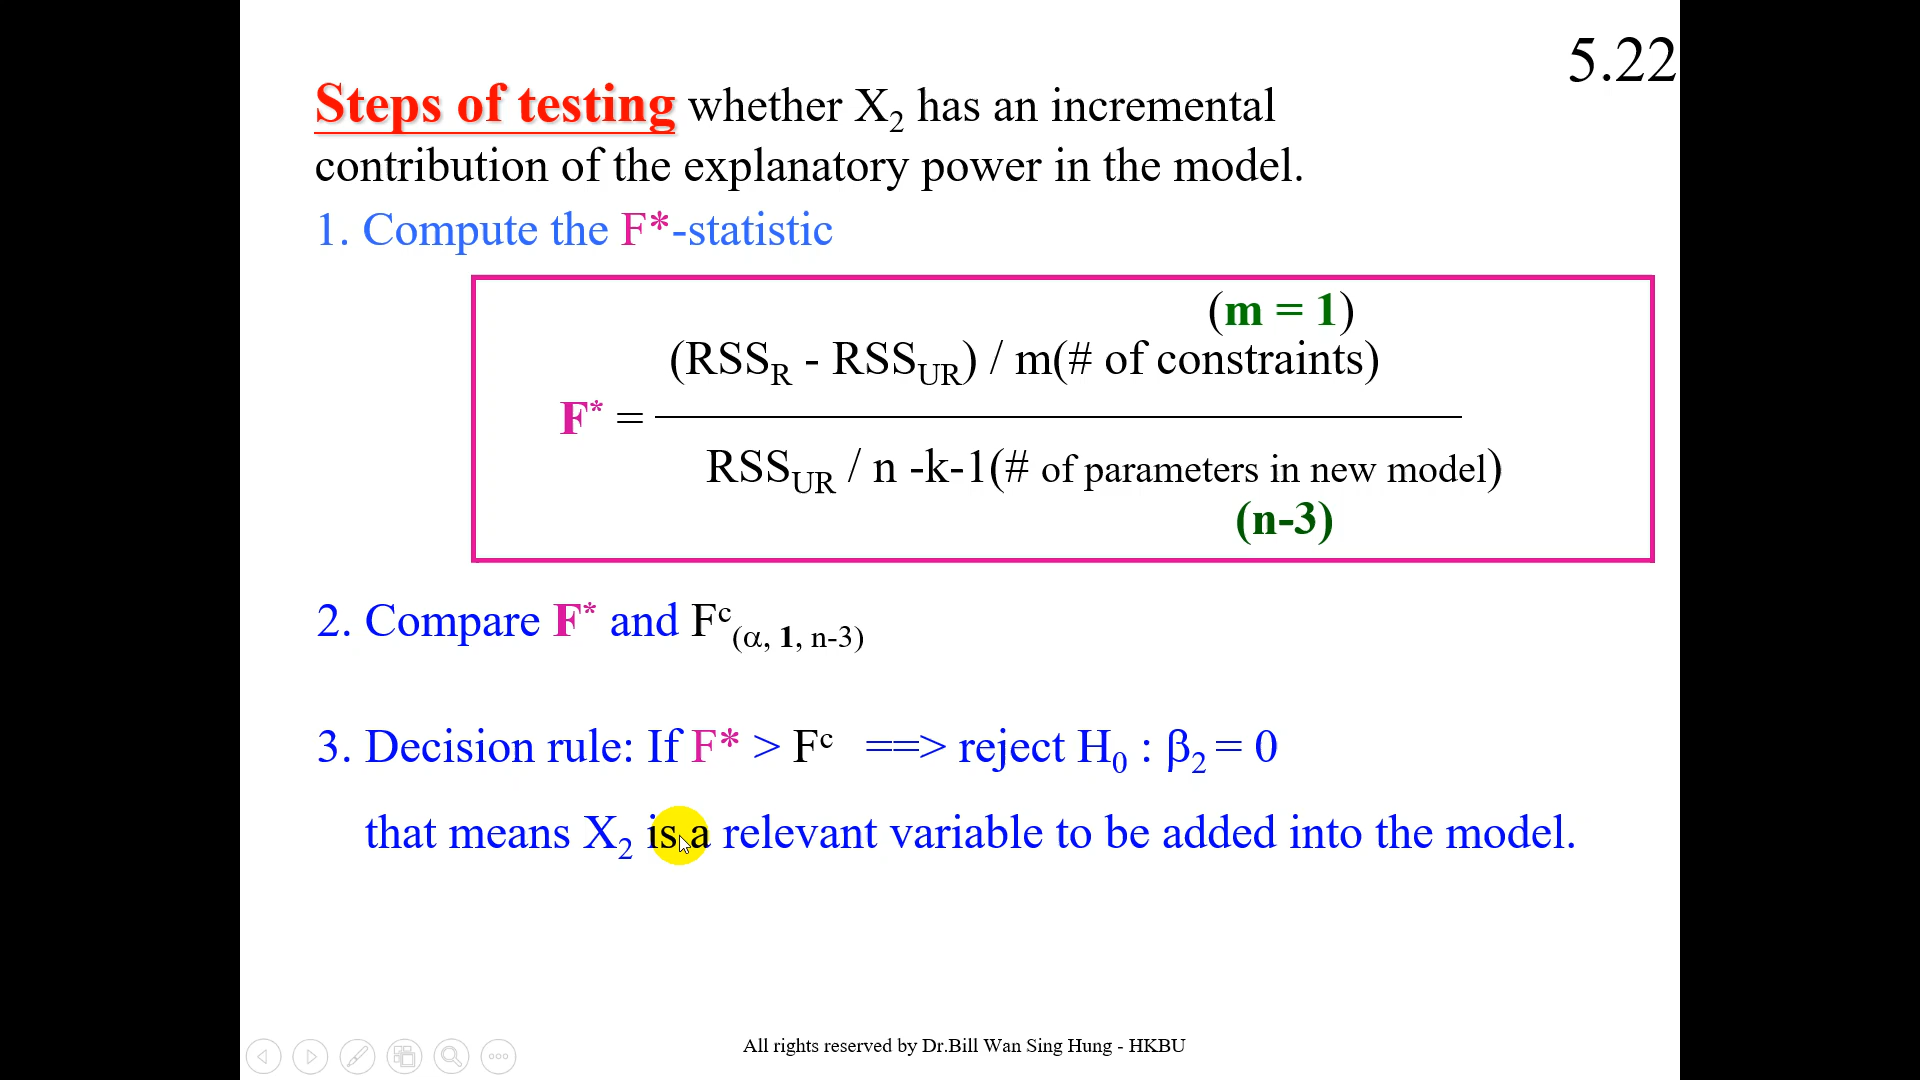 5.22
Steps of testing whether X₂ has an incremental
contribution of the explanatory power in the model.
1. Compute the F*-statistic
(m = 1)
(RSS_R - RSS_UR) / m(# of constraints)
F* =
RSS_UR / n -k-1(# of parameters in new model)
(n-3)
2. Compare F* and Fᶜ(α, 1, n-3)
3. Decision rule: If F* > Fᶜ ==> reject H₀ : β₂ = 0
that means X₂ is a relevant variable to be added into the model.
All rights reserved by Dr.Bill Wan Sing Hung - HKBU